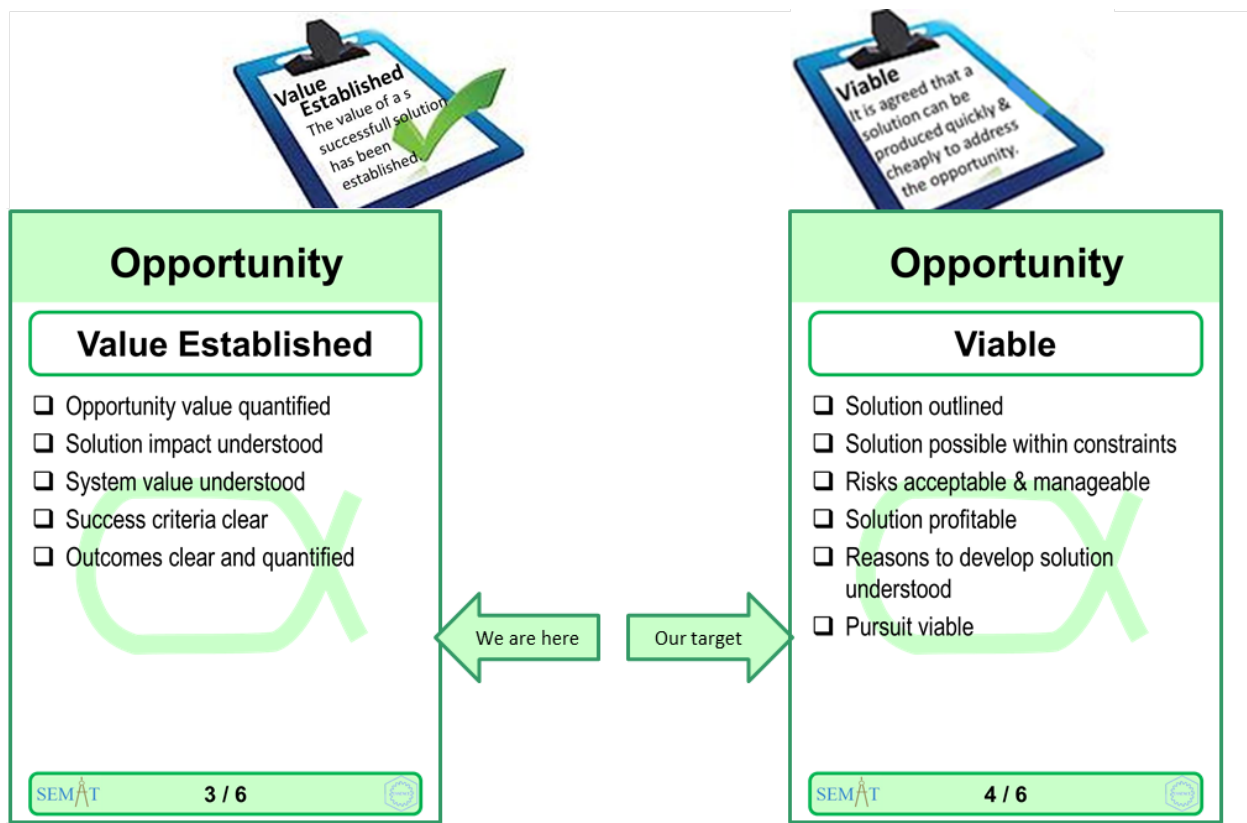 Value
Established
The value of a s
successfull solution
has been
established.
Viable
It is agreed that a
solution can be
produced quickly &
cheaply to address
the opportunity.
Opportunity
Value Established
Opportunity value quantified
Solution impact understood
System value understood
Success criteria clear
Outcomes clear and quantified
SEMAT
3 / 6
We are here
Our target
Opportunity
Viable
Solution outlined
Solution possible within constraints
Risks acceptable & manageable
Solution profitable
Reasons to develop solution
understood
Pursuit viable
SEMAT
4 / 6